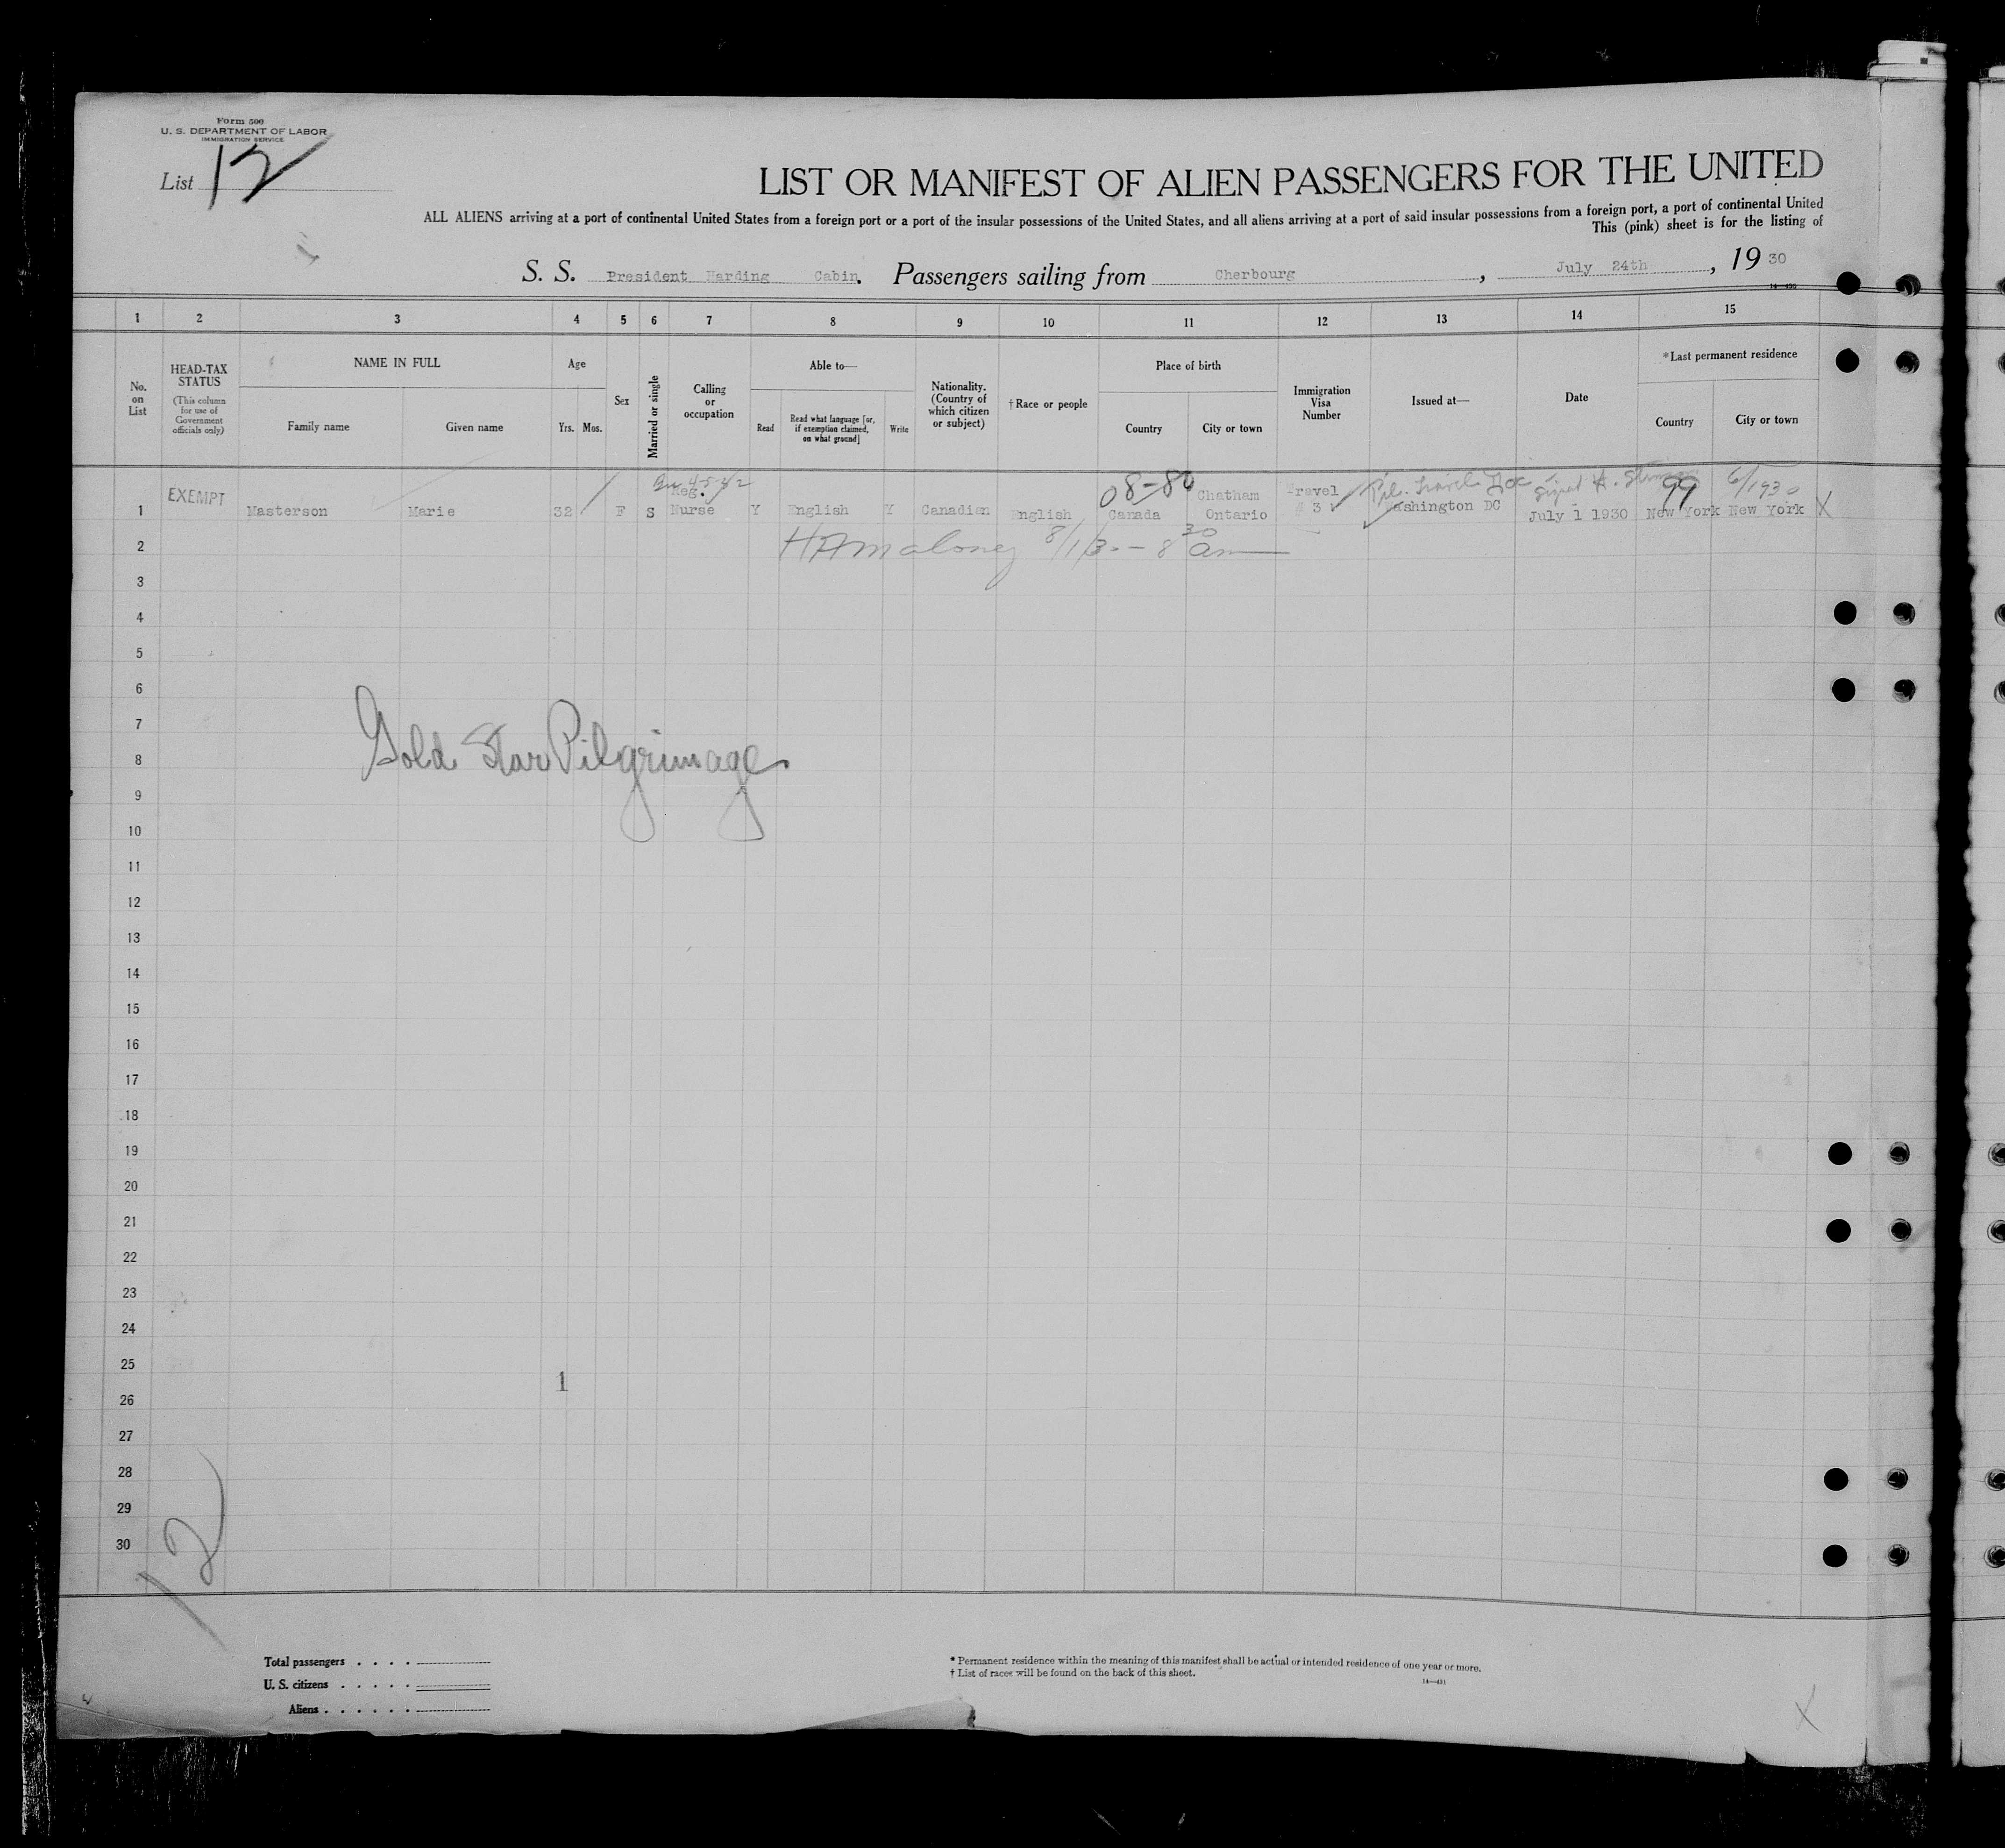 Form 500
U. S. DEPARTMENT OF LABOR
IMMIGRATION SERVICE
List 12
LIST OR MANIFEST OF ALIEN PASSENGERS FOR THE UNITED
ALL ALIENS arriving at a port of continental United States from a foreign port or a port of the insular possessions of the United States, and all aliens arriving at a port of said insular possessions from a foreign port, a port of continental United
This (pink) sheet is for the listing of
S. S. President Harding Cabin. Passengers sailing from Cherbourg, July 24th, 1930
1 2 3 4 5 6 7 8 9 10 11 12 13 14 15
No. on List
HEAD-TAX STATUS
(This column for use of Government officials only)
NAME IN FULL
Family name
Given name
Age
Yrs. Mos.
Sex
Married or single
Calling or occupation
Able to—
Read
Read what language [or, if exemption claimed, on what ground]
Write
Nationality. (Country of which citizen or subject)
†Race or people
Place of birth
Country
City or town
Immigration Visa Number
Issued at—
Date
*Last permanent residence
Country
City or town
08-80 99 6/1930
EXEMPT Reg. Chatham Travel
1 Masterson Marie 32 F S Nurse Y English Y Canadian English Canada Ontario # 3 Washington DC July 1 1930 New York New York X
2 HAMaloney 8/1/30 - 8 30 am
3
4
5
6
7
Gold Star Pilgrimage
8
9
10
11
12
13
14
15
16
17
18
19
20
21
22
23
24
25
1
26
27
28
29
30
12
Total passengers . . . .
U. S. citizens . . . . .
Aliens . . . . . .
* Permanent residence within the meaning of this manifest shall be actual or intended residence of one year or more.
† List of races will be found on the back of this sheet.
14—431
X